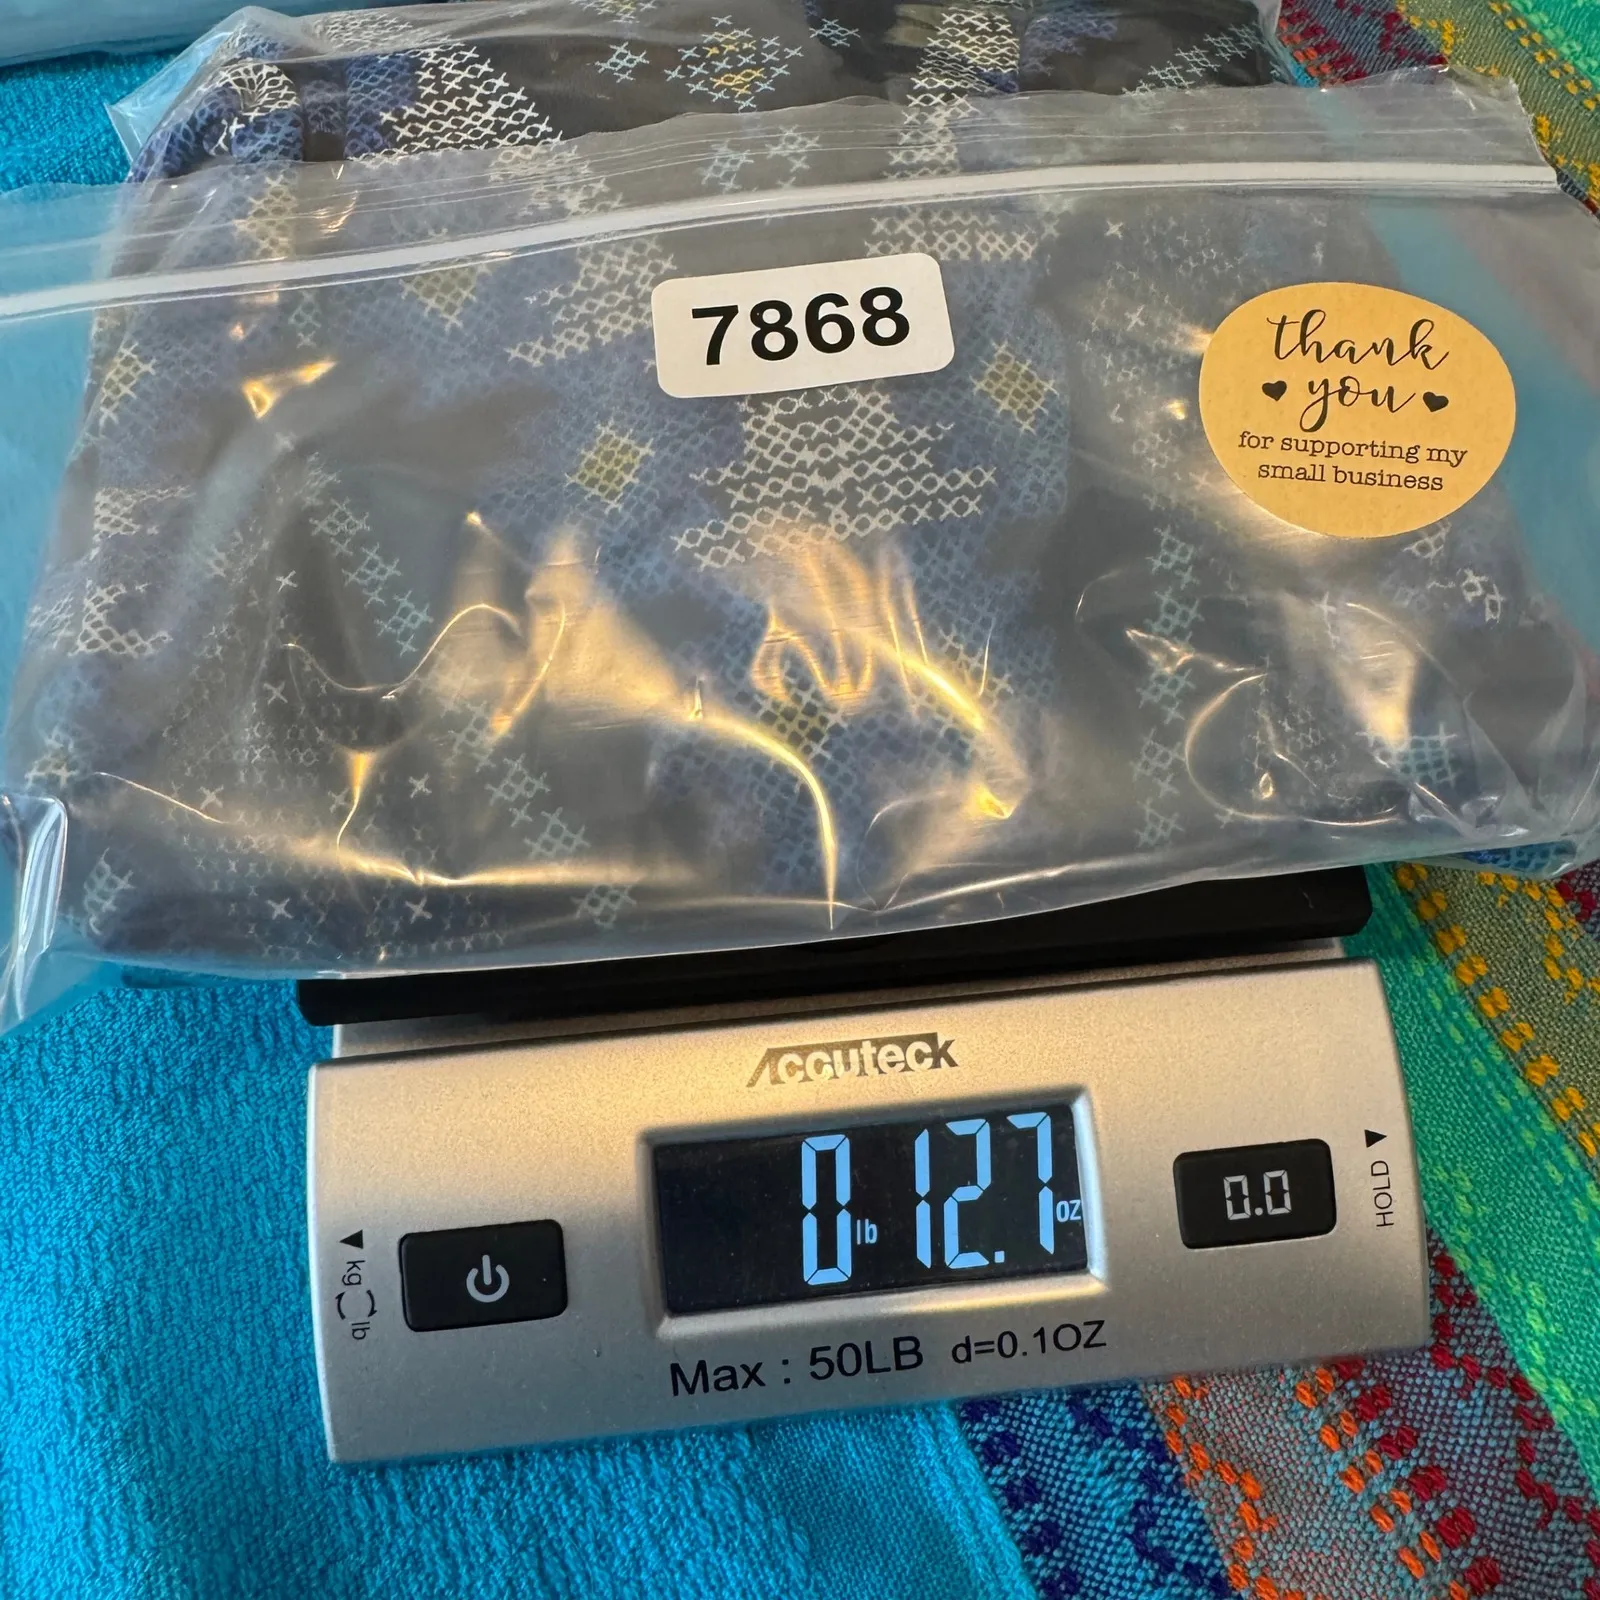 7868
thank
you
for supporting my
small business
Accuteck
0 lb 12.7 oz
0.0
HOLD
kg lb
Max : 50LB d=0.1OZ